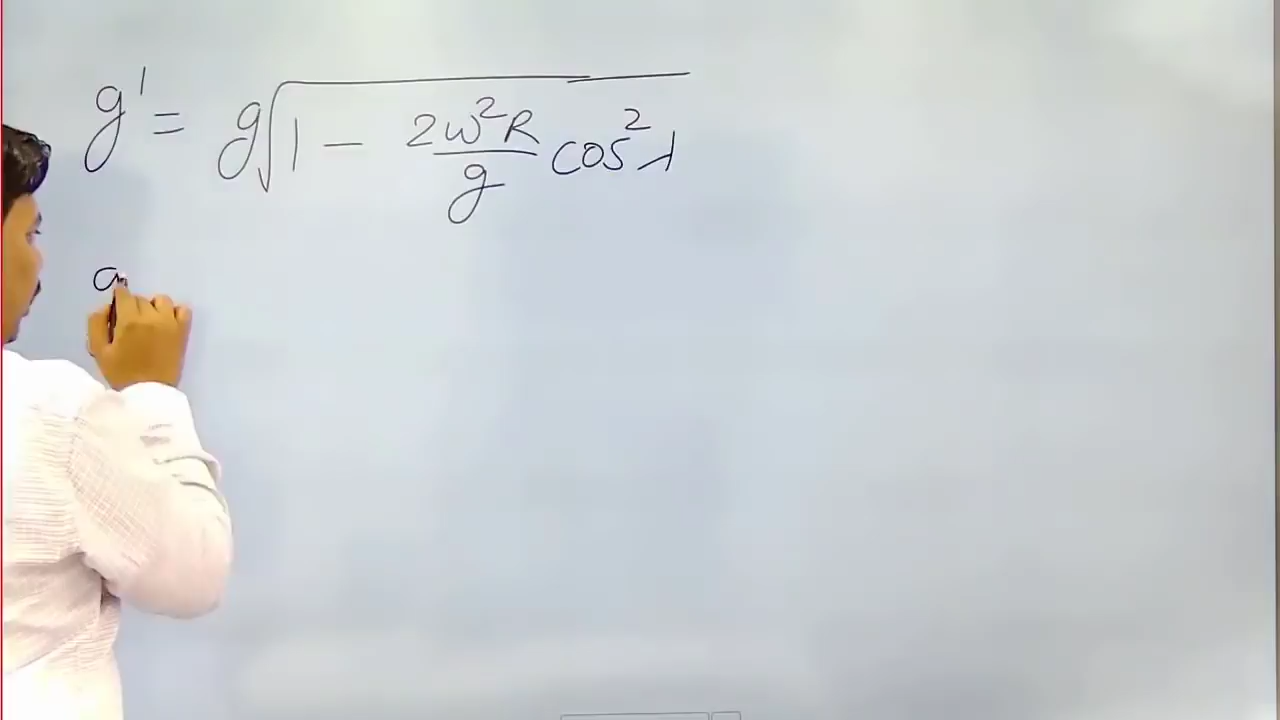 g' = g√(1 − 2ω²R/g cos²λ)